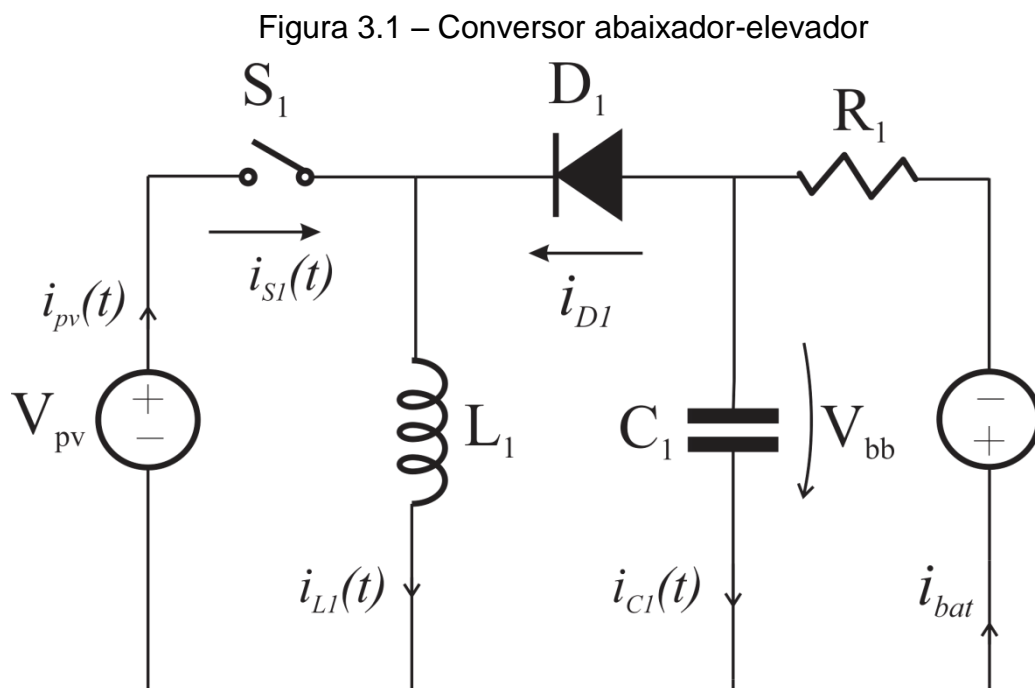 Figura 3.1 – Conversor abaixador-elevador
S1
D1
R1
iS1(t)
iD1
ipv(t)
Vpv
+
−
L1
C1
Vbb
−
+
iL1(t)
iC1(t)
ibat